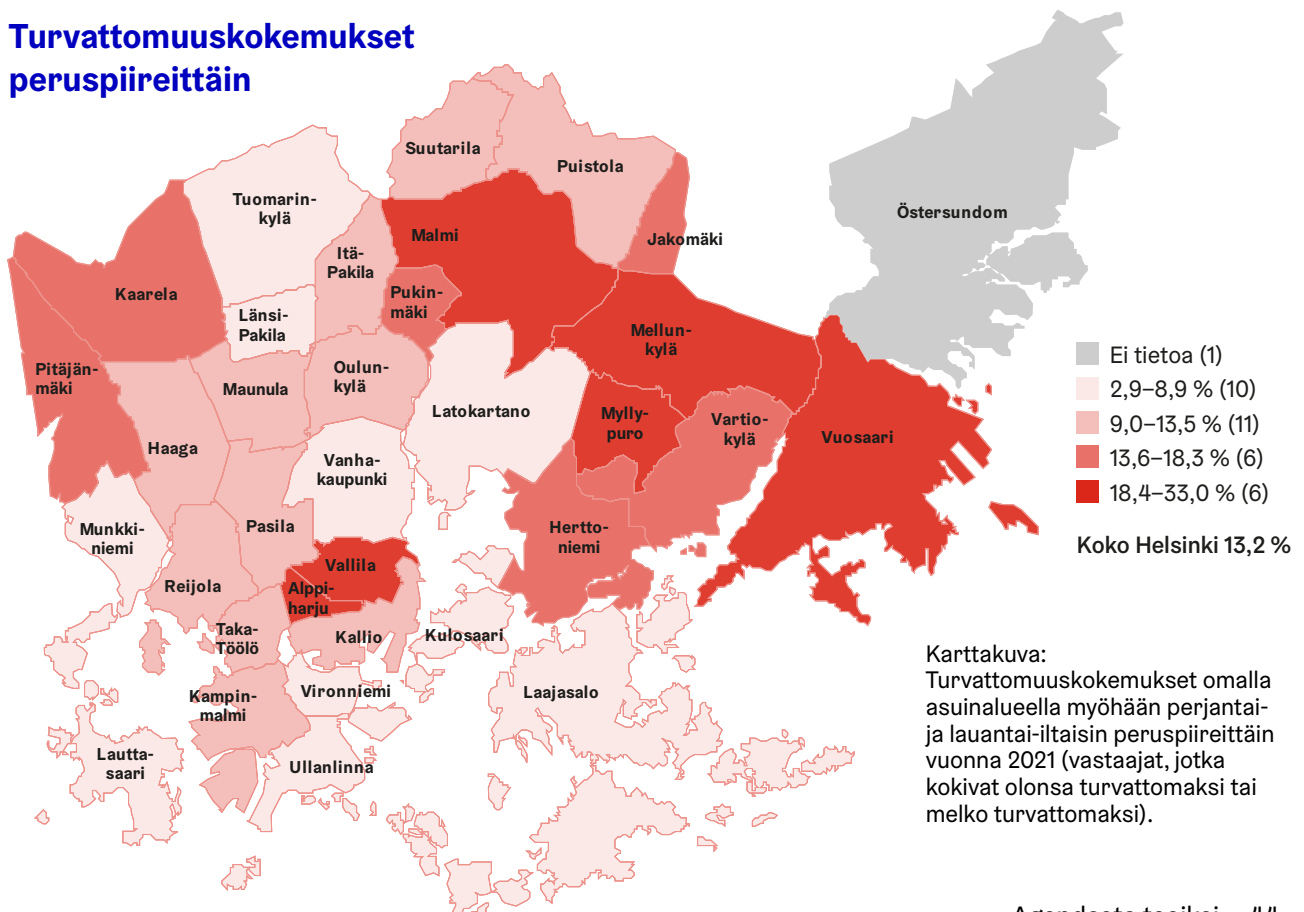 Turvattomuuskokemukset
peruspiireittäin
Suutarila
Puistola
Tuomarin-
kylä
Östersundom
Malmi
Jakomäki
Itä-
Pakila
Kaarela
Pukin-
mäki
Länsi-
Pakila
Mellun-
kylä
Pitäjän-
mäki
Maunula
Oulun-
kylä
Latokartano
Mylly-
puro
Vartio-
kylä
Vuosaari
Haaga
Vanha-
kaupunki
Munkki-
niemi
Pasila
Hertto-
niemi
Vallila
Alppi-
harju
Reijola
Taka-
Töölö
Kallio
Kulosaari
Kampin-
malmi
Vironniemi
Laajasalo
Lautta-
saari
Ullanlinna
Ei tietoa (1)
2,9–8,9 % (10)
9,0–13,5 % (11)
13,6–18,3 % (6)
18,4–33,0 % (6)
Koko Helsinki 13,2 %
Karttakuva:
Turvattomuuskokemukset omalla
asuinalueella myöhään perjantai-
ja lauantai-iltaisin peruspiireittäin
vuonna 2021 (vastaajat, jotka
kokivat olonsa turvattomaksi tai
melko turvattomaksi).